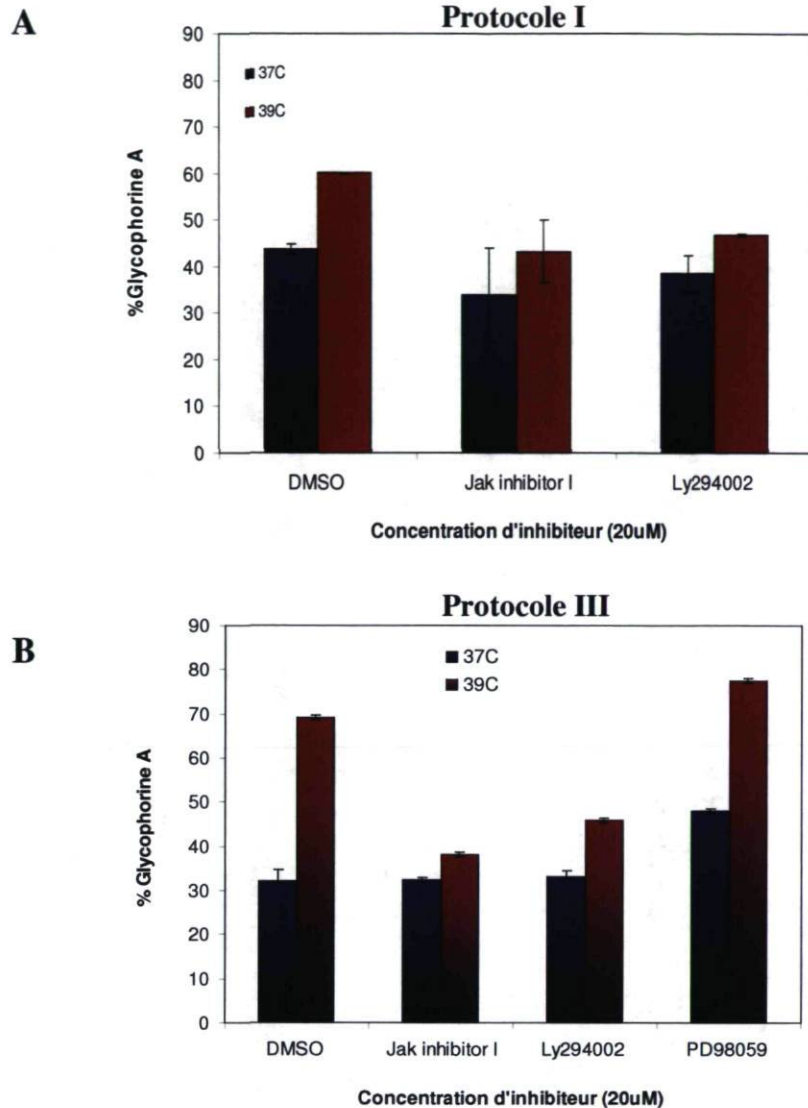 A
Protocole I
90
80
70
60
50
40
30
20
10
0
%Glycophorine A
37C
39C
DMSO Jak inhibitor I Ly294002
Concentration d'inhibiteur (20uM)
B
Protocole III
90
80
70
60
50
40
30
20
10
0
% Glycophorine A
37C
39C
DMSO Jak inhibitor I Ly294002 PD98059
Concentration d'inhibiteur (20uM)